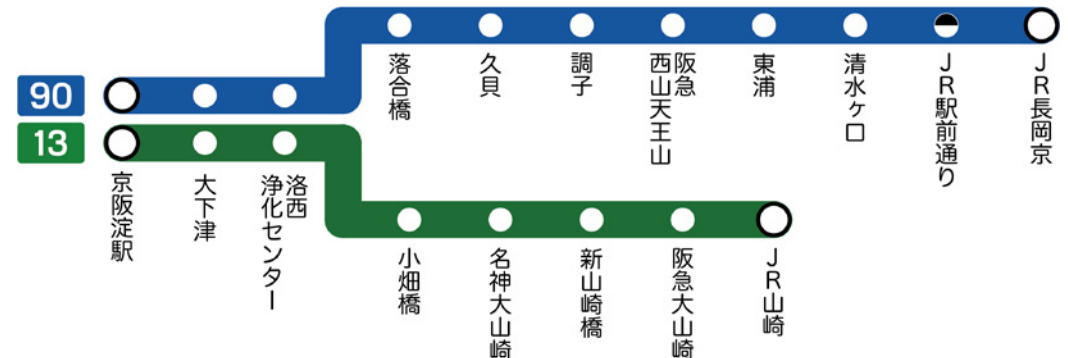 90
13
京阪淀駅
大下津
洛西
浄化センター
落合橋
久貝
調子
阪急
西山天王山
東浦
清水ヶ口
JR駅前通り
JR長岡京
小畑橋
名神大山崎
新山崎橋
阪急大山崎
JR山崎